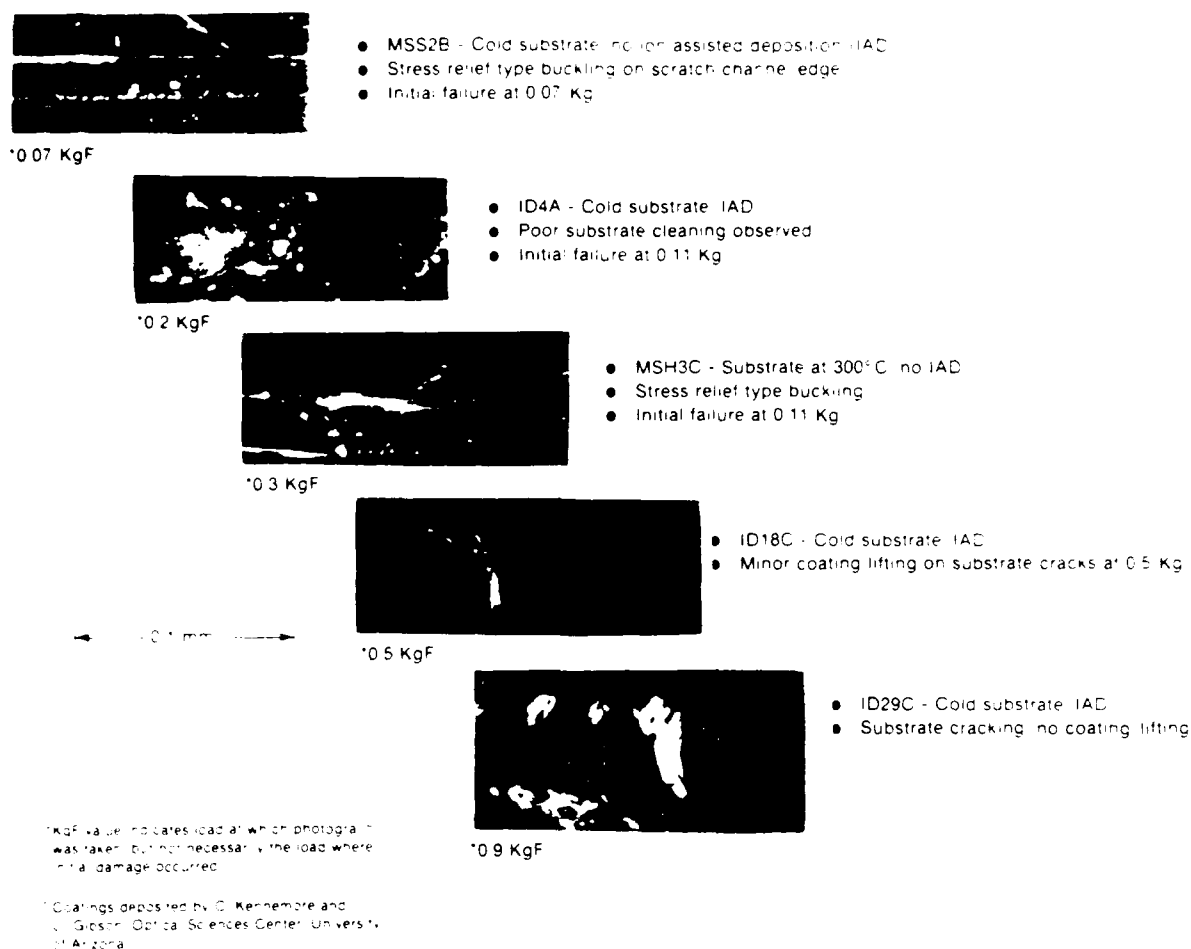 ● MSS2B - Cold substrate no ion assisted deposition IAD
● Stress relief type buckling on scratch channel edge
● Initial failure at 0.07 Kg
*0.07 KgF
● ID4A - Cold substrate IAD
● Poor substrate cleaning observed
● Initial failure at 0.11 Kg
*0.2 KgF
● MSH3C - Substrate at 300°C no IAD
● Stress relief type buckling
● Initial failure at 0.11 Kg
*0.3 KgF
● ID18C - Cold substrate IAD
● Minor coating lifting on substrate cracks at 0.5 Kg
0.1 mm
*0.5 KgF
● ID29C - Cold substrate IAD
● Substrate cracking no coating lifting
*0.9 KgF
*KgF value indicates load at which photograph
was taken but not necessarily the load where
initial damage occurred
Coatings deposited by C. Kennemore and
Gibson Optical Sciences Center University
of Arizona